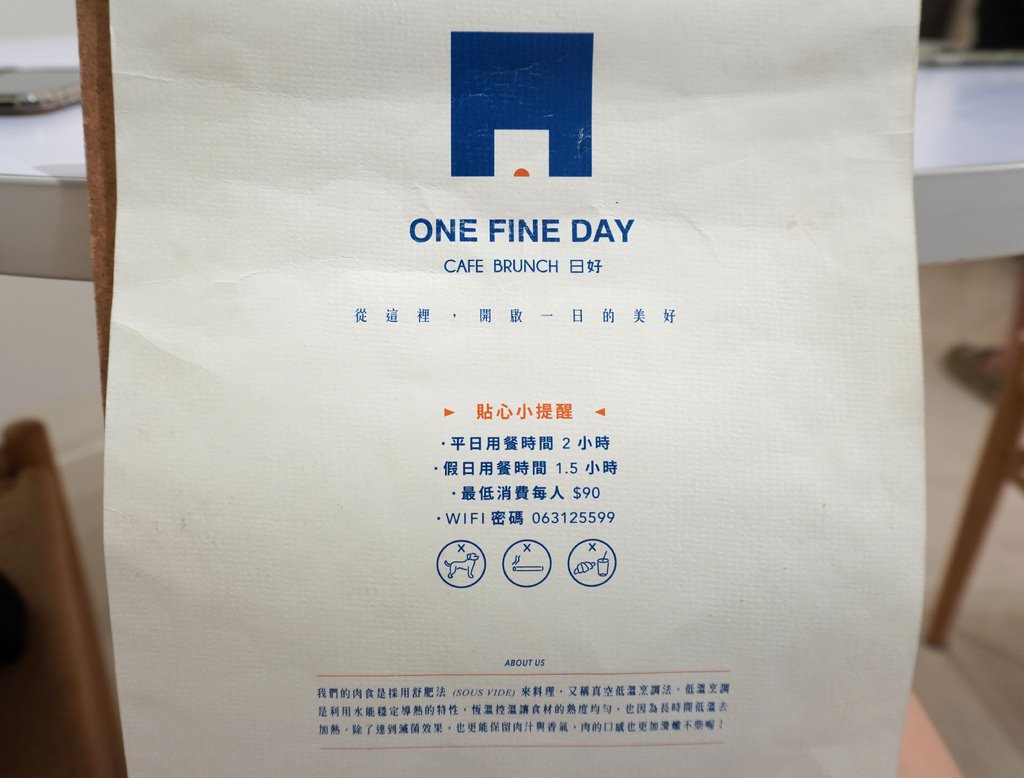 ONE FINE DAY
CAFE BRUNCH 日好
從這裡，開啟一日的美好
► 貼心小提醒 ◄
·平日用餐時間 2 小時
·假日用餐時間 1.5 小時
·最低消費每人 $90
·WIFI 密碼 063125599
ABOUT US
我們的肉食是採用舒肥法 (SOUS VIDE) 來料理，又稱真空低溫烹調法。低溫烹調
是利用水能穩定導熱的特性，恆溫控溫讓食材的熟度均勻，也因為長時間低溫去
加熱，除了達到滅菌效果，也更能保留肉汁與香氣，肉的口感也更加滑嫩不柴喔！